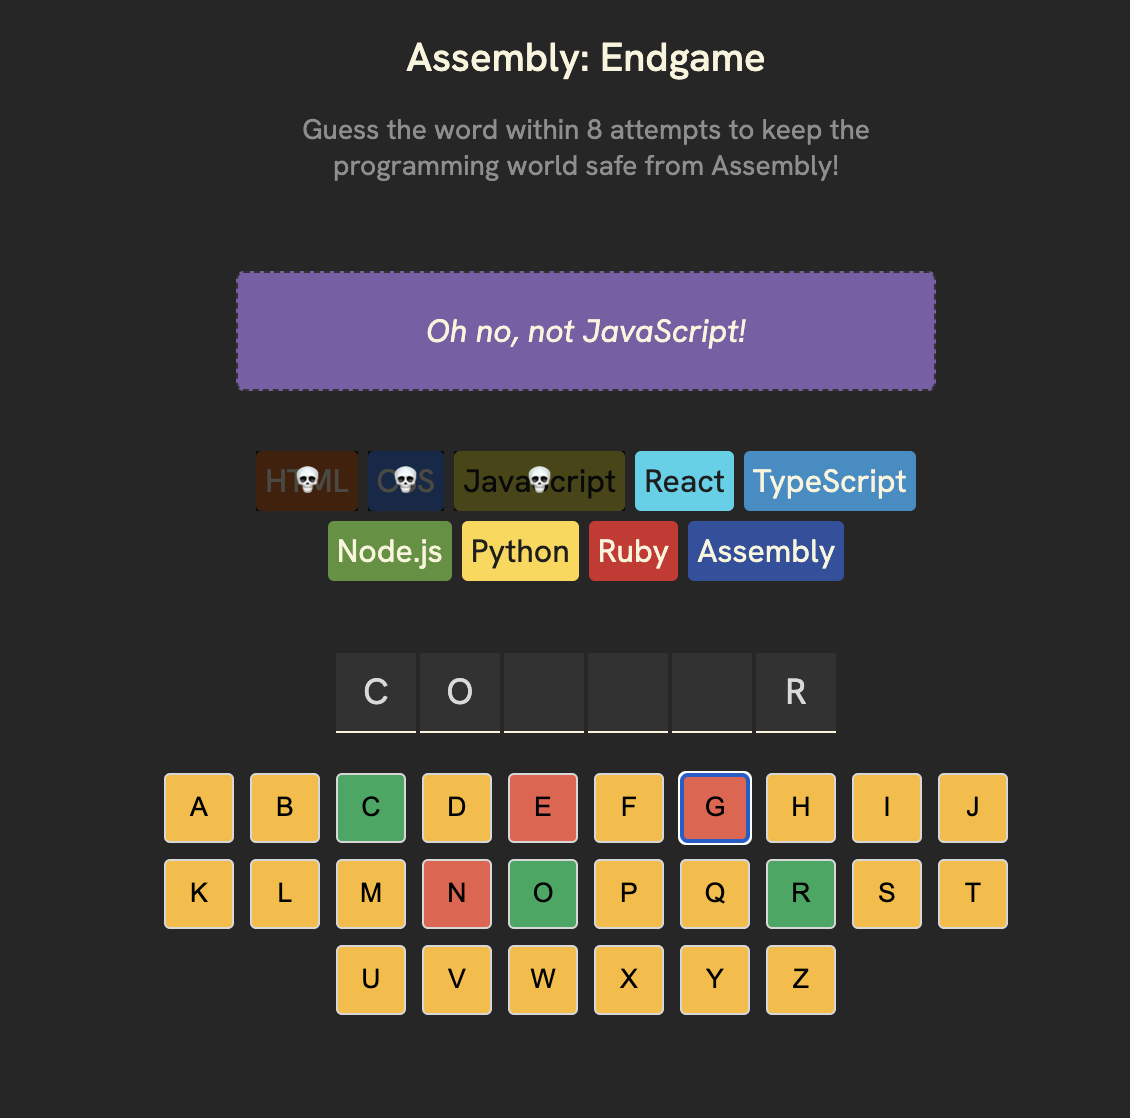 Assembly: Endgame
Guess the word within 8 attempts to keep the
programming world safe from Assembly!
Oh no, not JavaScript!
HTML CSS JavaScript React TypeScript
Node.js Python Ruby Assembly
C O R
A B C D E F G H I J
K L M N O P Q R S T
U V W X Y Z